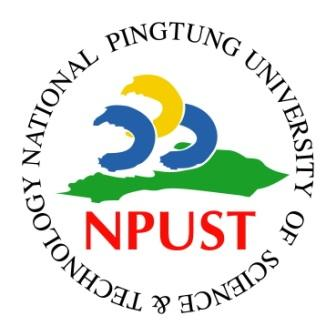 NATIONAL PINGTUNG UNIVERSITY OF SCIENCE & TECHNOLOGY
NPUST